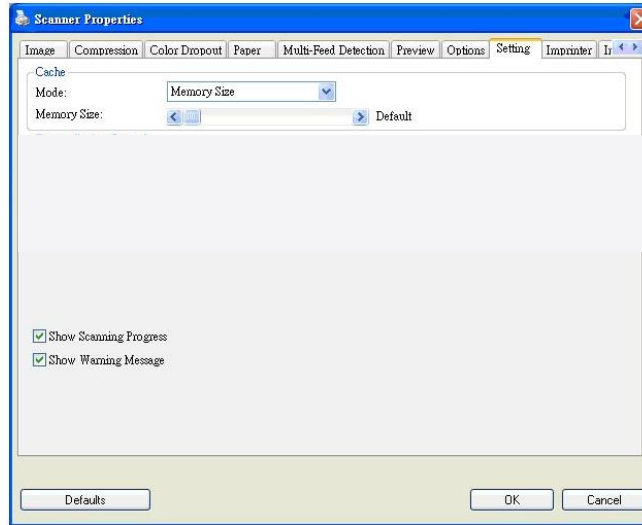 Scanner Properties
Image Compression Color Dropout Paper Multi-Feed Detection Preview Options Setting Imprinter
Cache
Mode: Memory Size
Memory Size: Default
Show Scanning Progress
Show Warning Message
Defaults OK Cancel